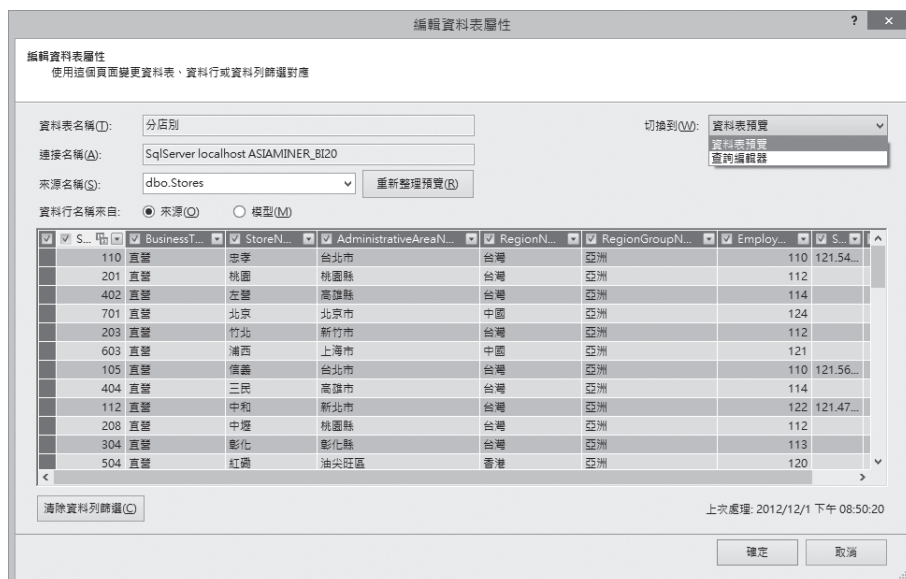 編輯資料表屬性
? ×
編輯資料表屬性
使用這個頁面變更資料表、資料行或資料列篩選對應
資料表名稱(T): 分店別 切換到(W): 資料表預覽
資料表預覽
查詢編輯器
連接名稱(A): SqlServer localhost ASIAMINER_BI20
來源名稱(S): dbo.Stores 重新整理預覽(R)
資料行名稱來自: 來源(O) 模型(M)
S... BusinessT... StoreN... AdministrativeAreaN... RegionN... RegionGroupN... Employ... S...
110 直營 忠孝 台北市 台灣 亞洲 110 121.54...
201 直營 桃園 桃園縣 台灣 亞洲 112
402 直營 左營 高雄縣 台灣 亞洲 114
701 直營 北京 北京市 中國 亞洲 124
203 直營 竹北 新竹市 台灣 亞洲 112
603 直營 浦西 上海市 中國 亞洲 121
105 直營 信義 台北市 台灣 亞洲 110 121.56...
404 直營 三民 高雄市 台灣 亞洲 114
112 直營 中和 新北市 台灣 亞洲 122 121.47...
208 直營 中壢 桃園縣 台灣 亞洲 112
304 直營 彰化 彰化縣 台灣 亞洲 113
504 直營 紅磡 油尖旺區 香港 亞洲 120
清除資料列篩選(C) 上次處理: 2012/12/1 下午 08:50:20
確定 取消